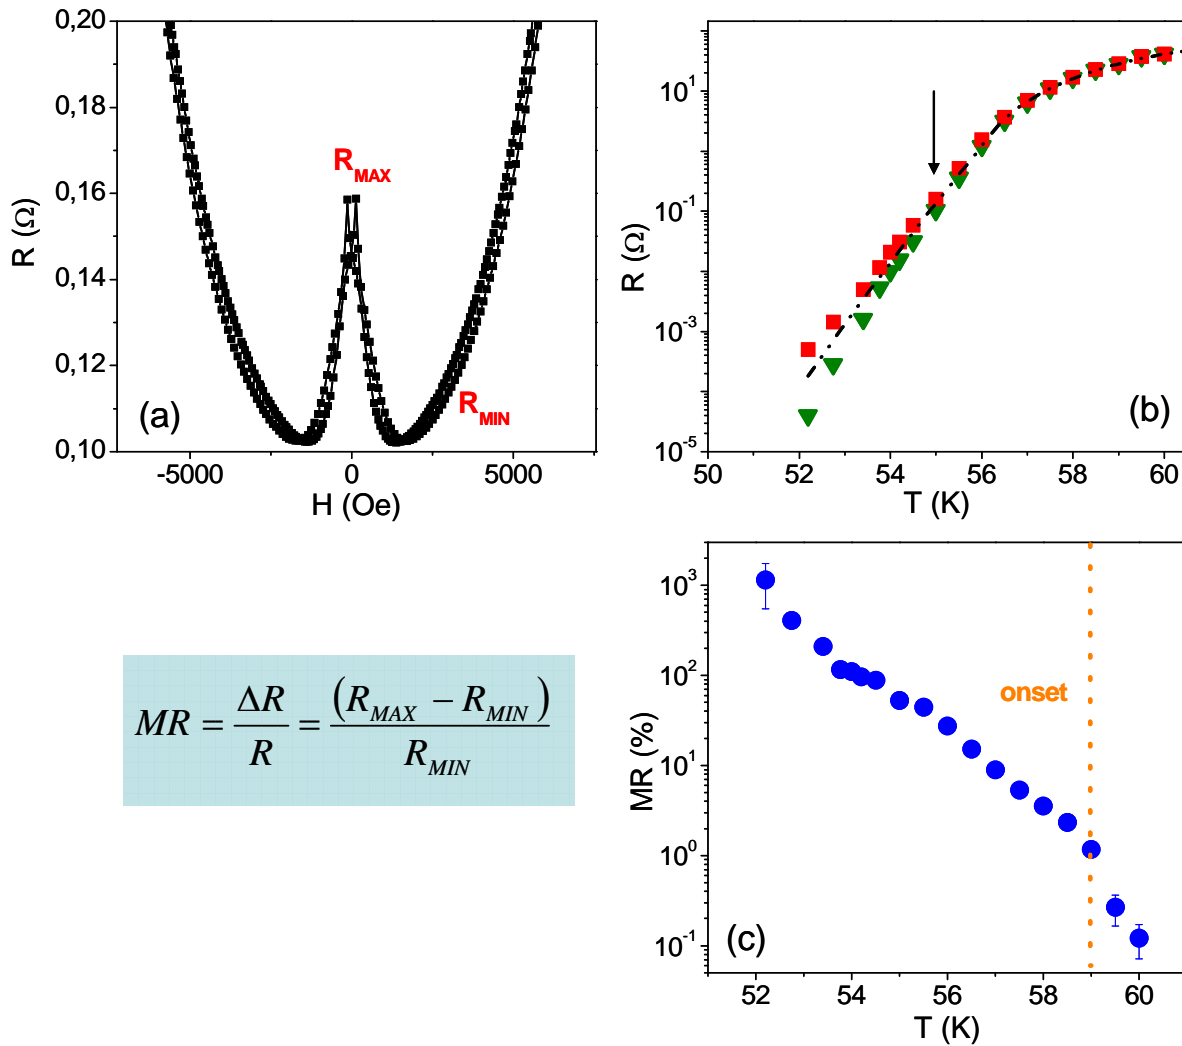 0,20
0,18
0,16
0,14
0,12
0,10
R (Ω)
R_MAX
R_MIN
(a)
-5000 0 5000
H (Oe)
10^1
10^-1
10^-3
10^-5
R (Ω)
(b)
50 52 54 56 58 60
T (K)
MR = ΔR/R = (R_MAX − R_MIN)/R_MIN
10^3
10^2
10^1
10^0
10^-1
MR (%)
onset
(c)
52 54 56 58 60
T (K)